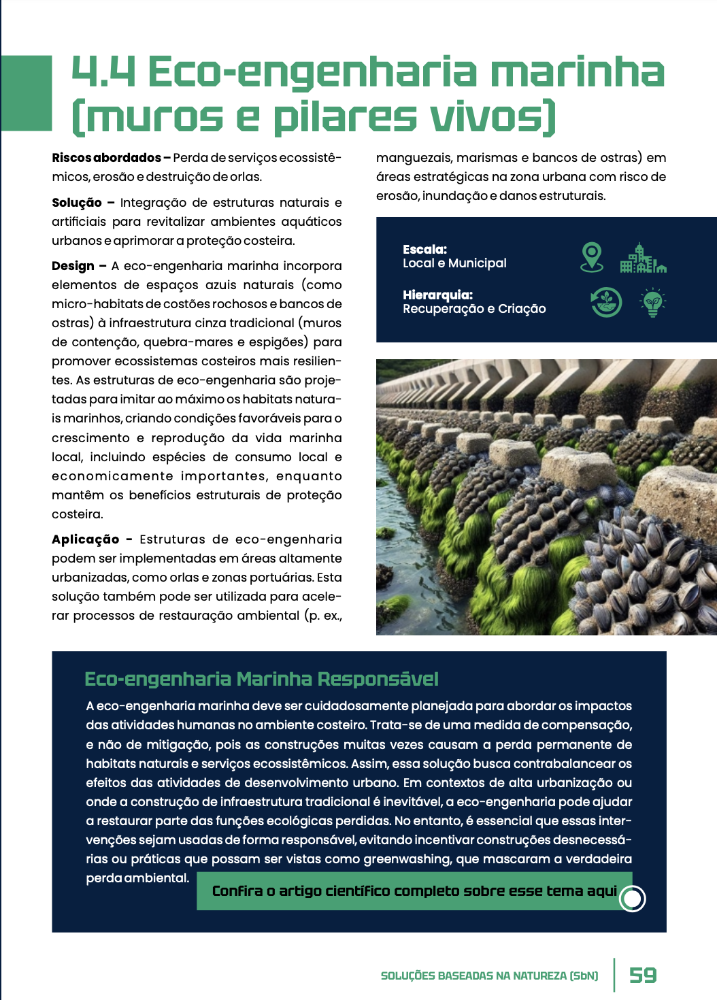 4.4 Eco-engenharia marinha
(muros e pilares vivos)
Riscos abordados – Perda de serviços ecossistê-
micos, erosão e destruição de orlas.
Solução – Integração de estruturas naturais e
artificiais para revitalizar ambientes aquáticos
urbanos e aprimorar a proteção costeira.
Design – A eco-engenharia marinha incorpora
elementos de espaços azuis naturais (como
micro-habitats de costões rochosos e bancos de
ostras) à infraestrutura cinza tradicional (muros
de contenção, quebra-mares e espigões) para
promover ecossistemas costeiros mais resilien-
tes. As estruturas de eco-engenharia são proje-
tadas para imitar ao máximo os habitats natura-
is marinhos, criando condições favoráveis para o
crescimento e reprodução da vida marinha
local, incluindo espécies de consumo local e
economicamente importantes, enquanto
mantêm os benefícios estruturais de proteção
costeira.
Aplicação - Estruturas de eco-engenharia
podem ser implementadas em áreas altamente
urbanizadas, como orlas e zonas portuárias. Esta
solução também pode ser utilizada para acele-
rar processos de restauração ambiental (p. ex.,
manguezais, marismas e bancos de ostras) em
áreas estratégicas na zona urbana com risco de
erosão, inundação e danos estruturais.
Escala:
Local e Municipal
Hierarquia:
Recuperação e Criação
Eco-engenharia Marinha Responsável
A eco-engenharia marinha deve ser cuidadosamente planejada para abordar os impactos
das atividades humanas no ambiente costeiro. Trata-se de uma medida de compensação,
e não de mitigação, pois as construções muitas vezes causam a perda permanente de
habitats naturais e serviços ecossistêmicos. Assim, essa solução busca contrabalancear os
efeitos das atividades de desenvolvimento urbano. Em contextos de alta urbanização ou
onde a construção de infraestrutura tradicional é inevitável, a eco-engenharia pode ajudar
a restaurar parte das funções ecológicas perdidas. No entanto, é essencial que essas inter-
venções sejam usadas de forma responsável, evitando incentivar construções desnecessá-
rias ou práticas que possam ser vistas como greenwashing, que mascaram a verdadeira
perda ambiental.
Confira o artigo científico completo sobre esse tema aqui
SOLUÇÕES BASEADAS NA NATUREZA (SbN)
59